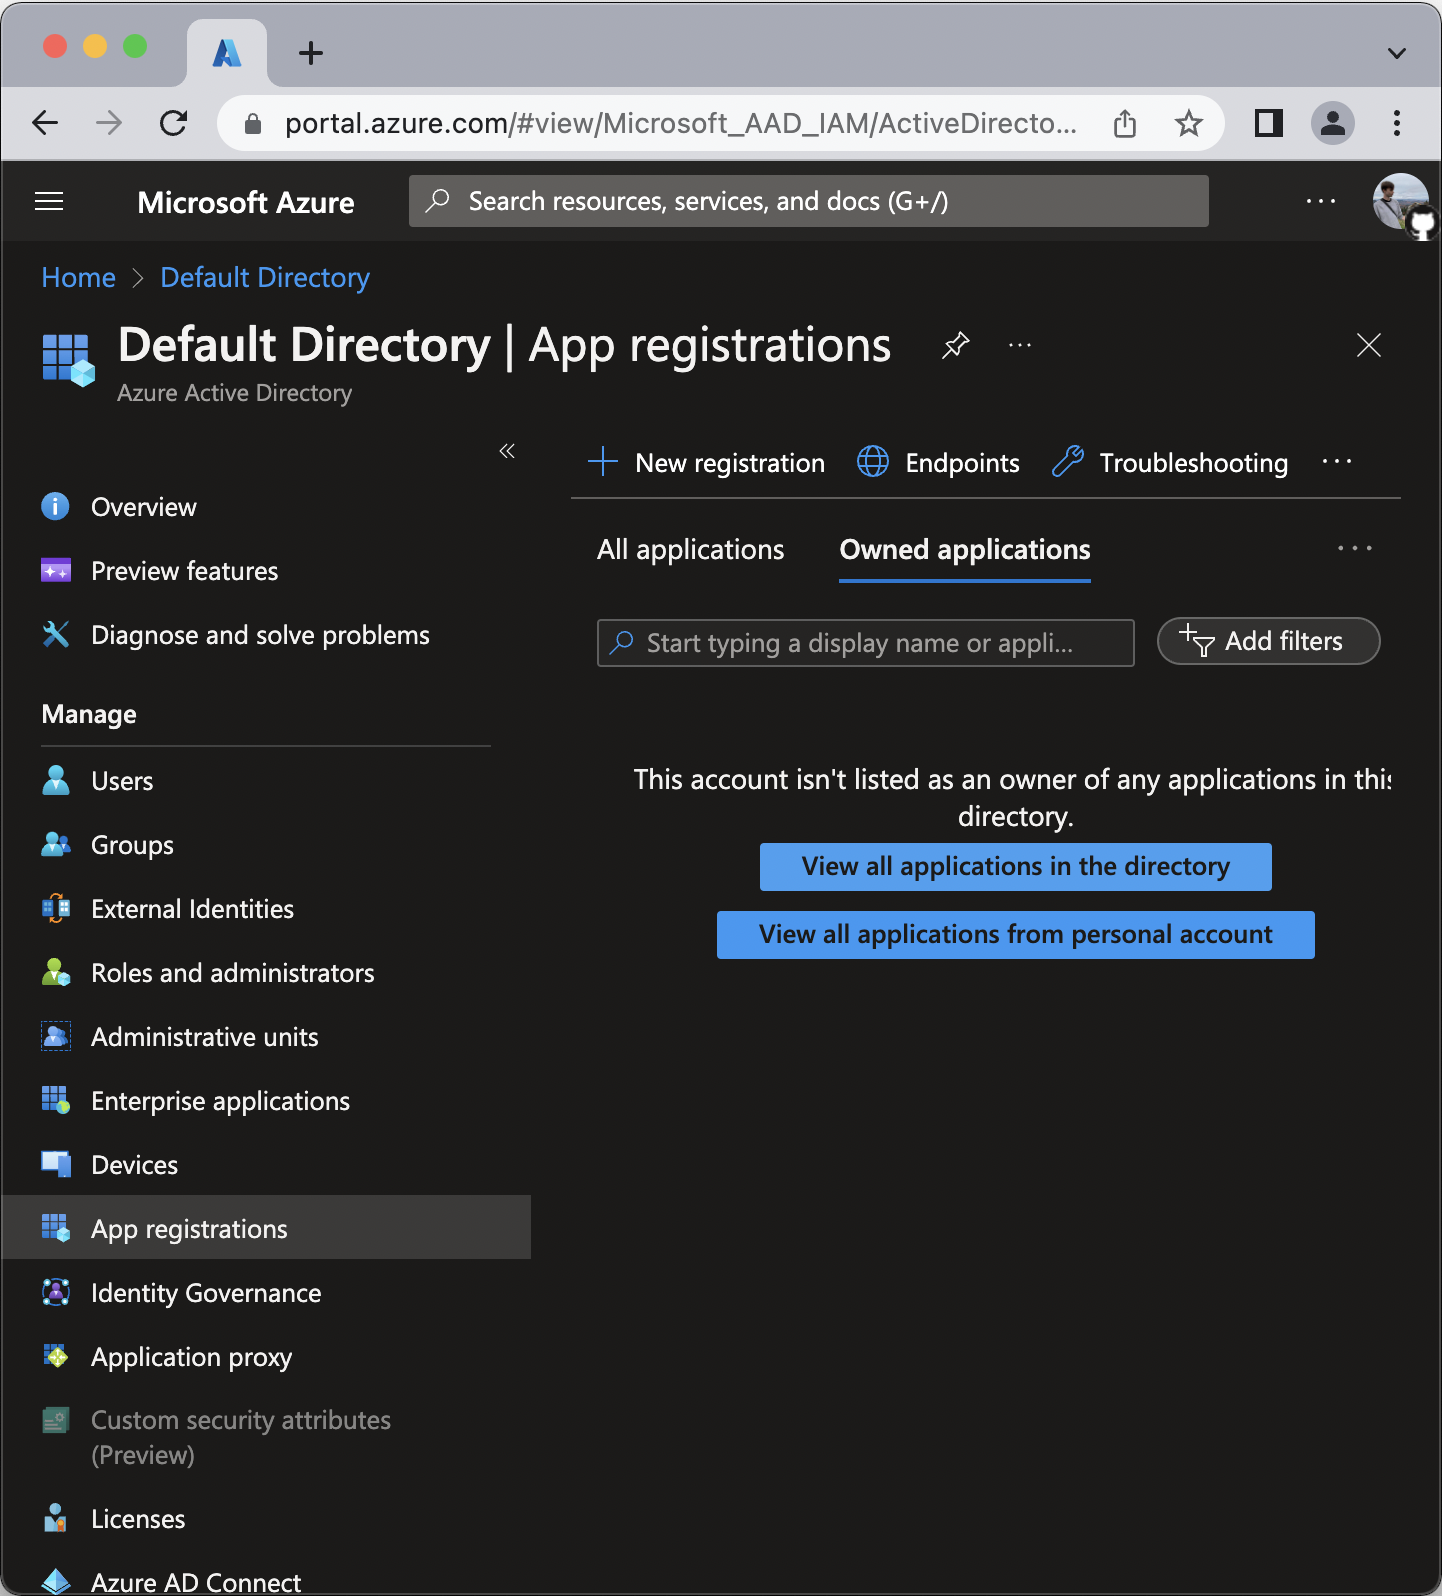 portal.azure.com/#view/Microsoft_AAD_IAM/ActiveDirecto...
Microsoft Azure
Search resources, services, and docs (G+/)
Home > Default Directory
Default Directory | App registrations
Azure Active Directory
New registration
Endpoints
Troubleshooting
Overview
Preview features
Diagnose and solve problems
Manage
Users
Groups
External Identities
Roles and administrators
Administrative units
Enterprise applications
Devices
App registrations
Identity Governance
Application proxy
Custom security attributes
(Preview)
Licenses
Azure AD Connect
All applications
Owned applications
Start typing a display name or appli...
Add filters
This account isn't listed as an owner of any applications in this
directory.
View all applications in the directory
View all applications from personal account